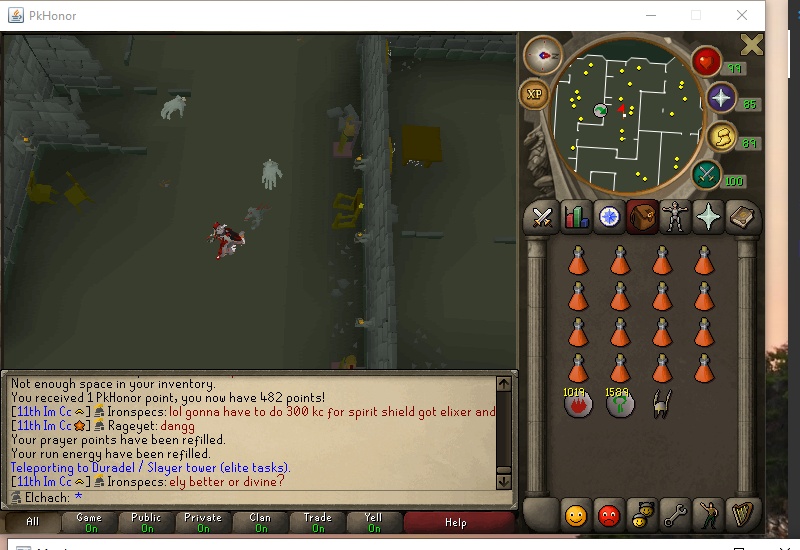 PkHonor
XP
99
85
89
100
1019
1589
Not enough space in your inventory.
You received 1 PkHonor point, you now have 482 points!
[11th Im Cc] Ironspecs: lol gonna have to do 300 kc for spirit shield got elixer and
[11th Im Cc] Rageyet: dangg
Your prayer points have been refilled.
Your run energy have been refilled.
Teleporting to Duradel / Slayer tower (elite tasks).
[11th Im Cc] Ironspecs: ely better or divine?
Elchach: *
All
Game
On
Public
On
Private
On
Clan
On
Trade
On
Yell
On
Help